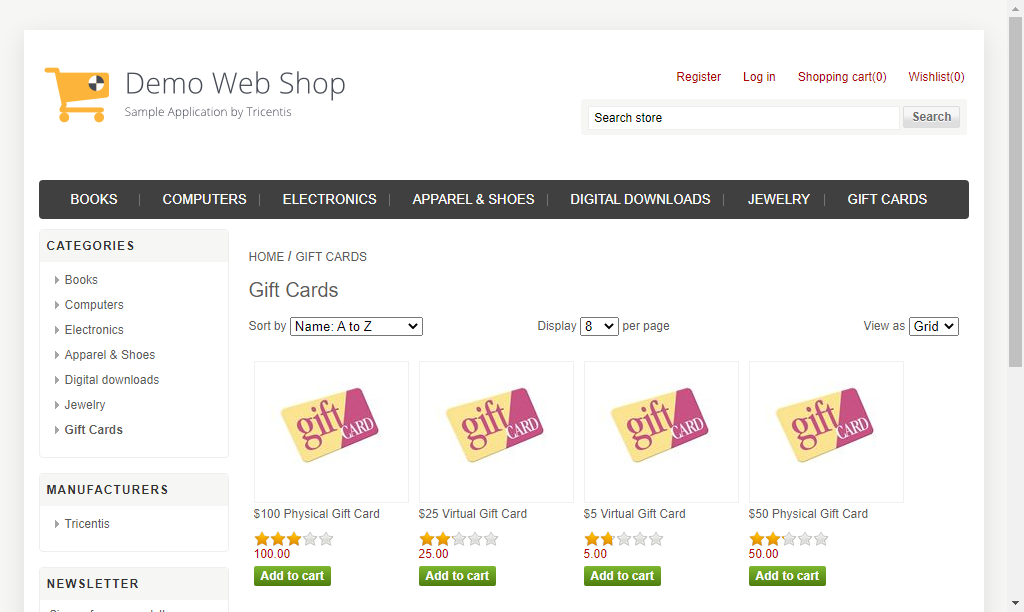 Demo Web Shop
Sample Application by Tricentis
Register Log in Shopping cart(0) Wishlist(0)
Search store Search
BOOKS COMPUTERS ELECTRONICS APPAREL & SHOES DIGITAL DOWNLOADS JEWELRY GIFT CARDS
CATEGORIES
Books
Computers
Electronics
Apparel & Shoes
Digital downloads
Jewelry
Gift Cards
MANUFACTURERS
Tricentis
NEWSLETTER
HOME / GIFT CARDS
Gift Cards
Sort by Name: A to Z Display 8 per page View as Grid
gift CARD gift CARD gift CARD gift CARD
$100 Physical Gift Card $25 Virtual Gift Card $5 Virtual Gift Card $50 Physical Gift Card
100.00 25.00 5.00 50.00
Add to cart Add to cart Add to cart Add to cart